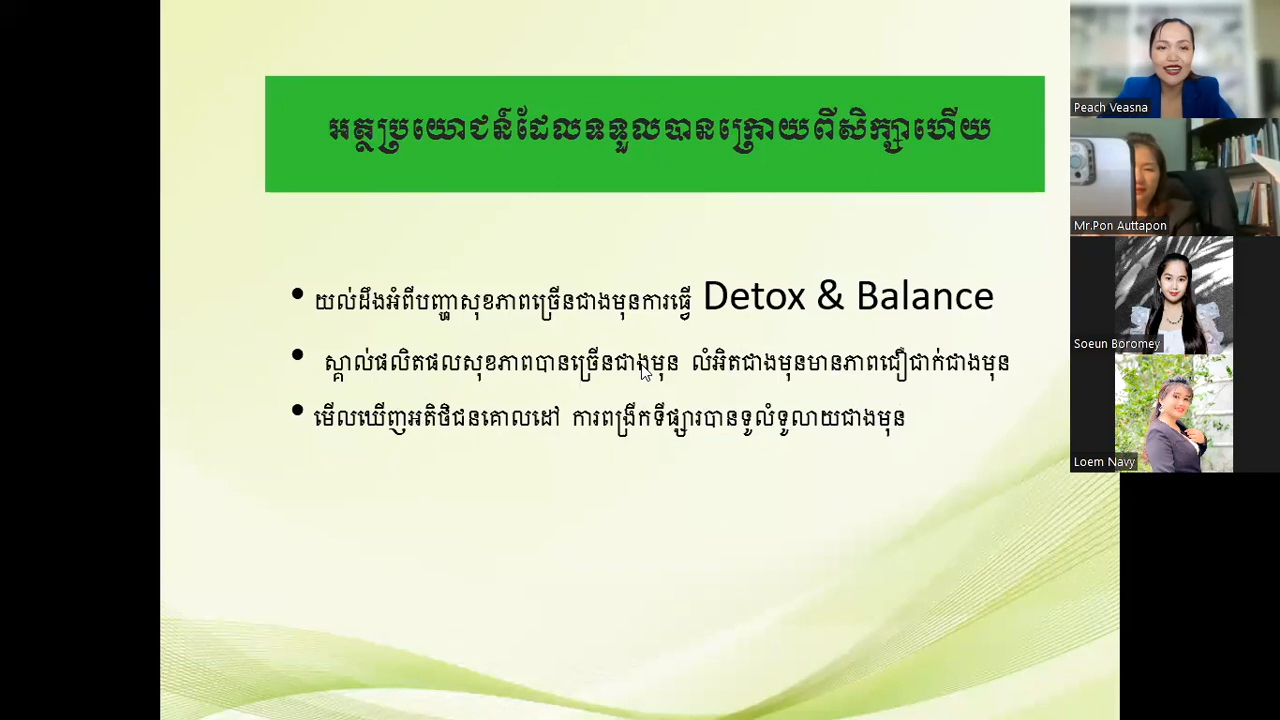 អត្ថប្រយោជន៍ដែលទទួលបានក្រោយពីសិក្សាហើយ
• យល់ដឹងអំពីបញ្ហាសុខភាពច្រើនជាងមុនការធ្វើ Detox & Balance
• ស្គាល់ផលិតផលសុខភាពបានច្រើនជាងមុន លំអិតជាងមុនមានភាពជឿជាក់ជាងមុន
• មើលឃើញអតិថិជនគោលដៅ ការពង្រីកទីផ្សារបានទូលំទូលាយជាងមុន
Peach Veasna
Mr.Pon Auttapon
Soeun Boromey
Loem Navy